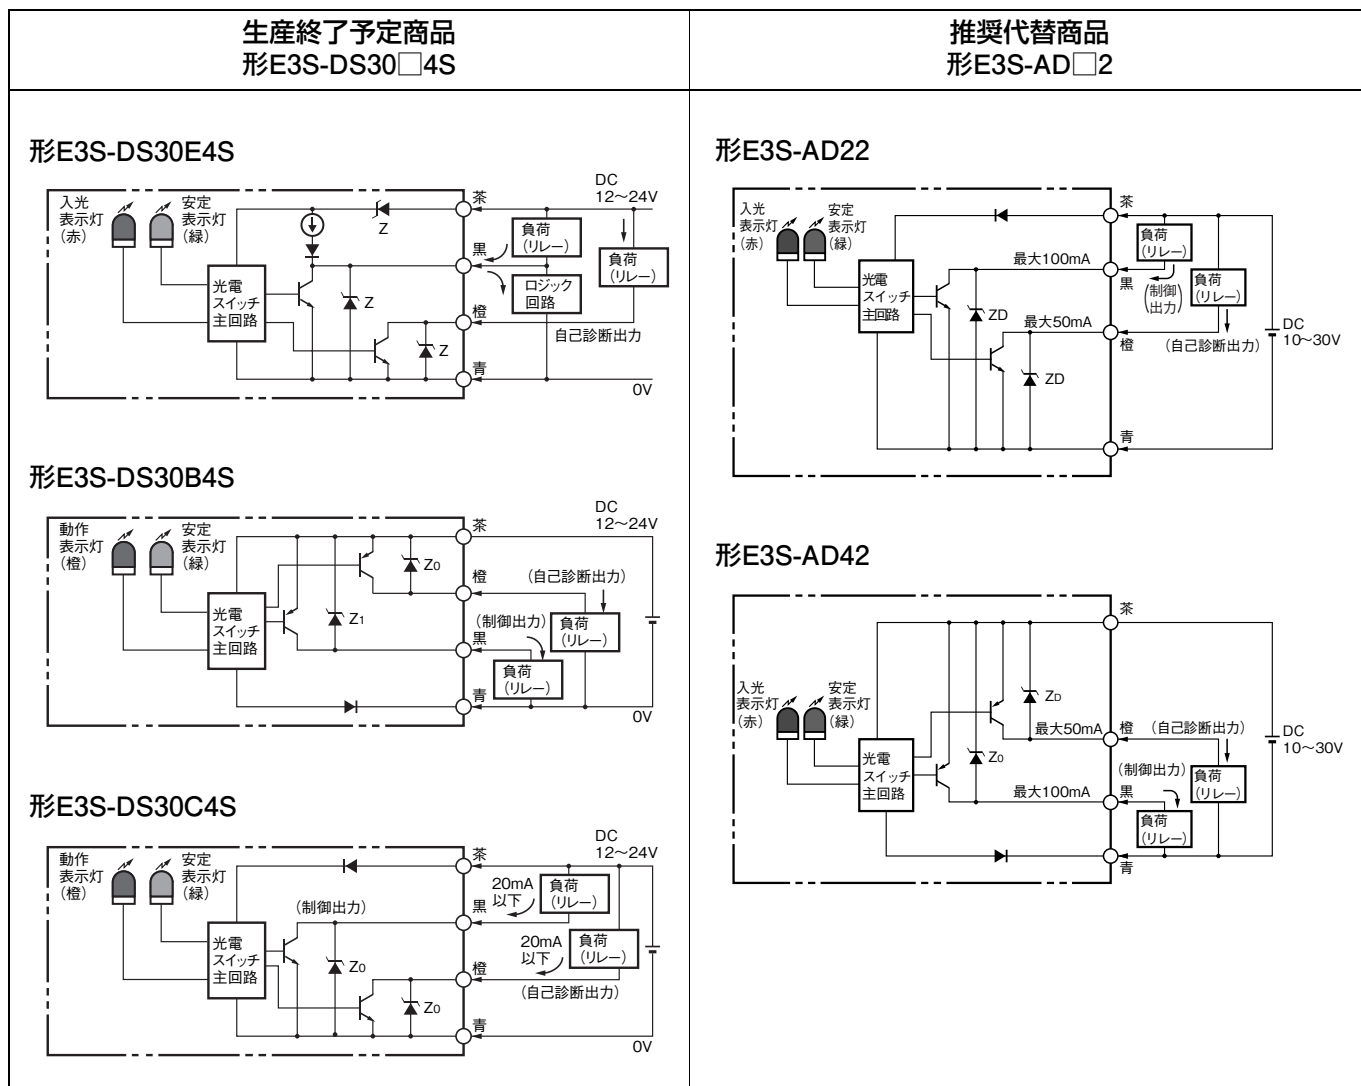 生産終了予定商品
形E3S-DS30□4S
推奨代替商品
形E3S-AD□2
形E3S-DS30E4S
入光
表示灯
(赤)
安定
表示灯
(緑)
光電
スイッチ
主回路
Z
Z
Z
茶
黒
橙
青
DC
12～24V
負荷
(リレー)
負荷
(リレー)
ロジック
回路
自己診断出力
0V
形E3S-DS30B4S
動作
表示灯
(橙)
安定
表示灯
(緑)
光電
スイッチ
主回路
Z0
Z1
茶
橙
黒
青
DC
12～24V
(自己診断出力)
(制御出力)
負荷
(リレー)
負荷
(リレー)
0V
形E3S-DS30C4S
動作
表示灯
(橙)
安定
表示灯
(緑)
光電
スイッチ
主回路
(制御出力)
Z0
Z0
茶
黒
橙
青
DC
12～24V
20mA
以下
負荷
(リレー)
20mA
以下
負荷
(リレー)
(自己診断出力)
0V
形E3S-AD22
入光
表示灯
(赤)
安定
表示灯
(緑)
光電
スイッチ
主回路
最大100mA
ZD
最大50mA
ZD
茶
黒
橙
青
負荷
(リレー)
(制御
出力)
負荷
(リレー)
(自己診断出力)
DC
10～30V
形E3S-AD42
入光
表示灯
(赤)
安定
表示灯
(緑)
光電
スイッチ
主回路
ZD
最大50mA
Z0
最大100mA
茶
橙
黒
青
(自己診断出力)
(制御出力)
負荷
(リレー)
負荷
(リレー)
DC
10～30V